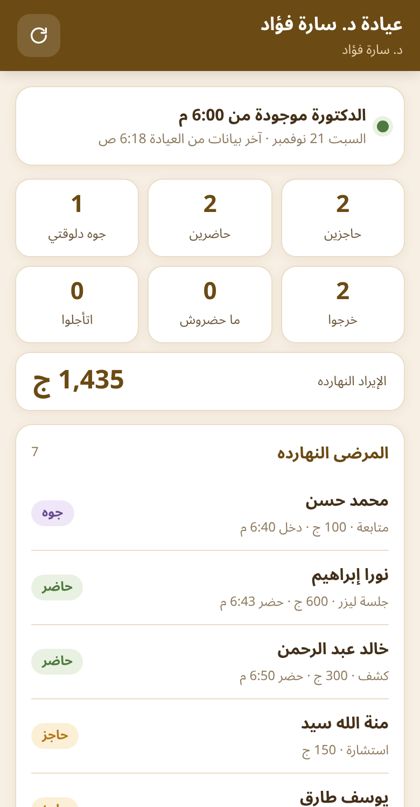 عيادة د. سارة فؤاد
د. سارة فؤاد
الدكتورة موجودة من 6:00 م
السبت 21 نوفمبر · آخر بيانات من العيادة 6:18 ص
2
حاجزين
2
حاضرين
1
جوه دلوقتي
2
خرجوا
0
ما حضروش
0
اتأجلوا
الإيراد النهارده
1,435 ج
المرضى النهارده
7
محمد حسن
جوه
متابعة · 100 ج · دخل 6:40 م
نورا إبراهيم
حاضر
جلسة ليزر · 600 ج · حضر 6:43 م
خالد عبد الرحمن
حاضر
كشف · 300 ج · حضر 6:50 م
منة الله سيد
حاجز
استشارة · 150 ج
يوسف طارق